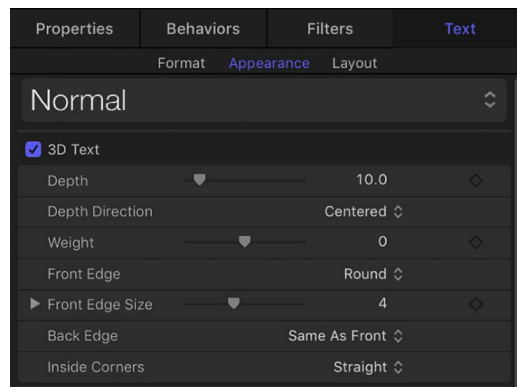 Properties Behaviors Filters Text
Format Appearance Layout
Normal
3D Text
Depth 10.0
Depth Direction Centered
Weight 0
Front Edge Round
Front Edge Size 4
Back Edge Same As Front
Inside Corners Straight